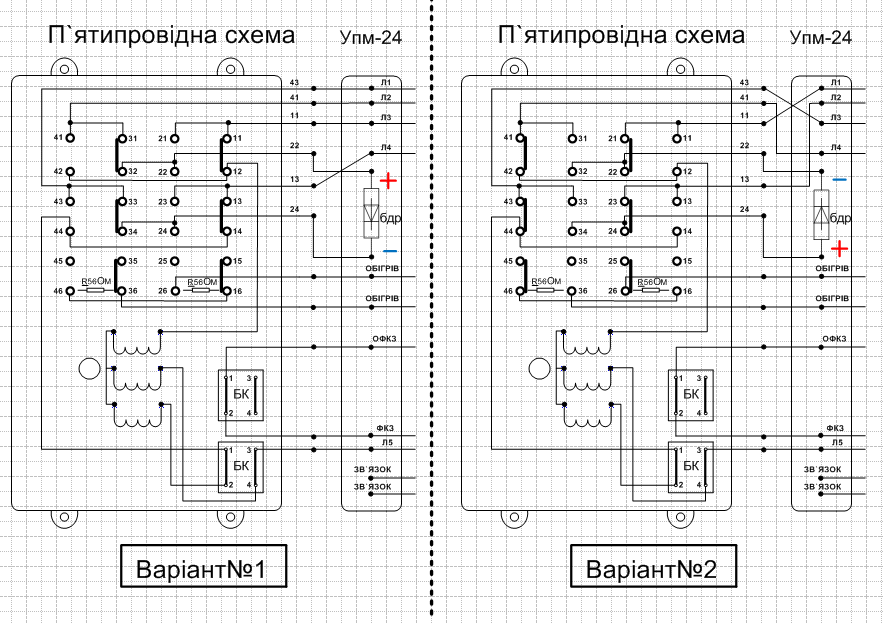 П`ятипровідна схема Упм-24
43 Л1
41 Л2
11 Л3
41 31 21 11
22 Л4
42 32 22 12
13
43 33 23 13
24 бдр
44 34 24 14
45 35 25 15
ОБІГРІВ
R56Ом R56Ом
46 36 26 16
ОБІГРІВ
ОФКЗ
1 3
БК
2 4
ФКЗ
Л5
1 3
БК
2 4
ЗВ`ЯЗОК
ЗВ`ЯЗОК
Варіант№1
П`ятипровідна схема Упм-24
43 Л1
41 Л2
11 Л3
41 31 21 11
22 Л4
42 32 22 12
13
43 33 23 13
24 бдр
44 34 24 14
45 35 25 15
ОБІГРІВ
R56Ом R56Ом
46 36 26 16
ОБІГРІВ
ОФКЗ
1 3
БК
2 4
ФКЗ
Л5
1 3
БК
2 4
ЗВ`ЯЗОК
ЗВ`ЯЗОК
Варіант№2